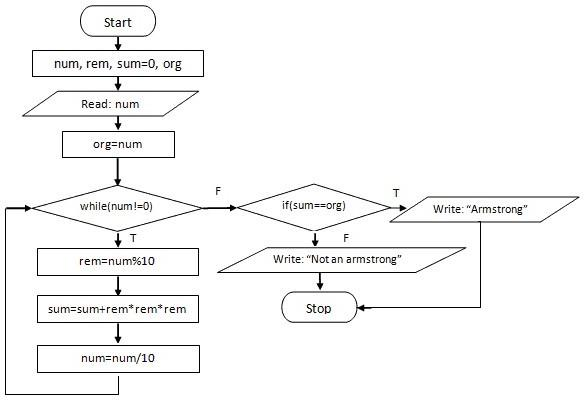 Start
num, rem, sum=0, org
Read: num
org=num
while(num!=0)
F
if(sum==org)
T
Write: “Armstrong”
T
F
rem=num%10
Write: “Not an armstrong”
sum=sum+rem*rem*rem
Stop
num=num/10